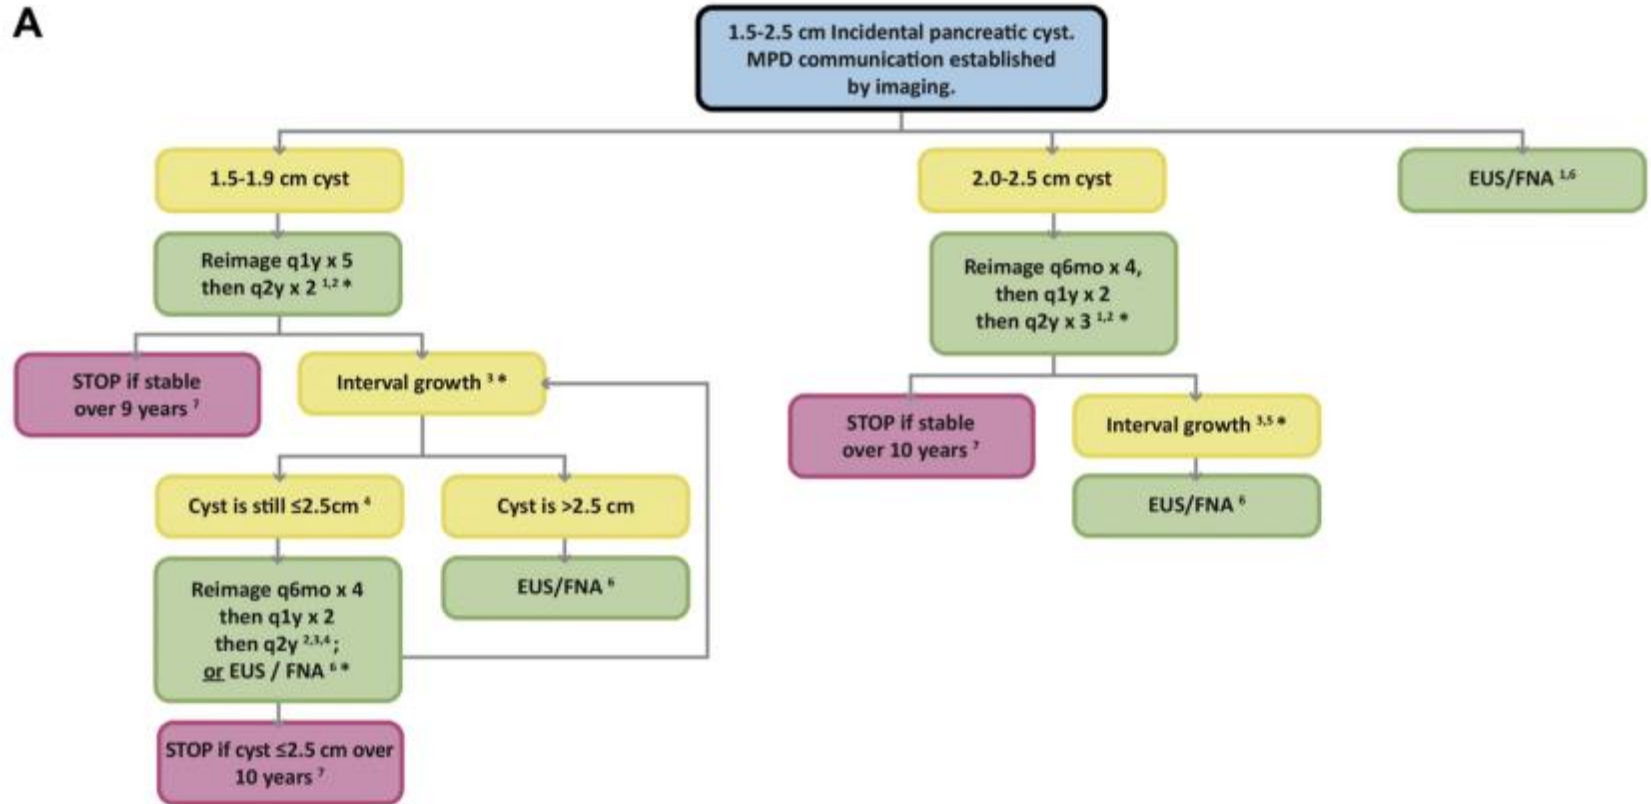 A
1.5-2.5 cm Incidental pancreatic cyst.
MPD communication established
by imaging.
1.5-1.9 cm cyst
2.0-2.5 cm cyst
EUS/FNA 1,6
Reimage q1y x 5
then q2y x 2 1,2 *
Reimage q6mo x 4,
then q1y x 2
then q2y x 3 1,2 *
STOP if stable
over 9 years 7
Interval growth 3 *
STOP if stable
over 10 years 7
Interval growth 3,5 *
Cyst is still ≤2.5cm 4
Cyst is >2.5 cm
EUS/FNA 6
Reimage q6mo x 4
then q1y x 2
then q2y 2,3,4 ;
or EUS / FNA 6 *
EUS/FNA 6
STOP if cyst ≤2.5 cm over
10 years 7